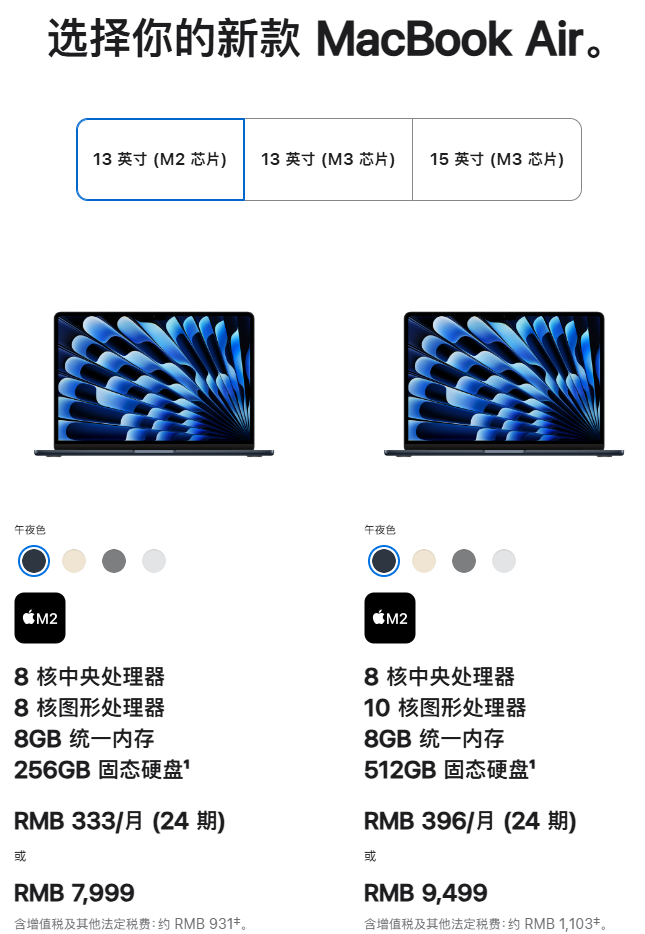 选择你的新款 MacBook Air。
13 英寸 (M2 芯片) 13 英寸 (M3 芯片) 15 英寸 (M3 芯片)
午夜色
M2
8 核中央处理器
8 核图形处理器
8GB 统一内存
256GB 固态硬盘¹
RMB 333/月 (24 期)
或
RMB 7,999
含增值税及其他法定税费：约 RMB 931‡。
午夜色
M2
8 核中央处理器
10 核图形处理器
8GB 统一内存
512GB 固态硬盘¹
RMB 396/月 (24 期)
或
RMB 9,499
含增值税及其他法定税费：约 RMB 1,103‡。